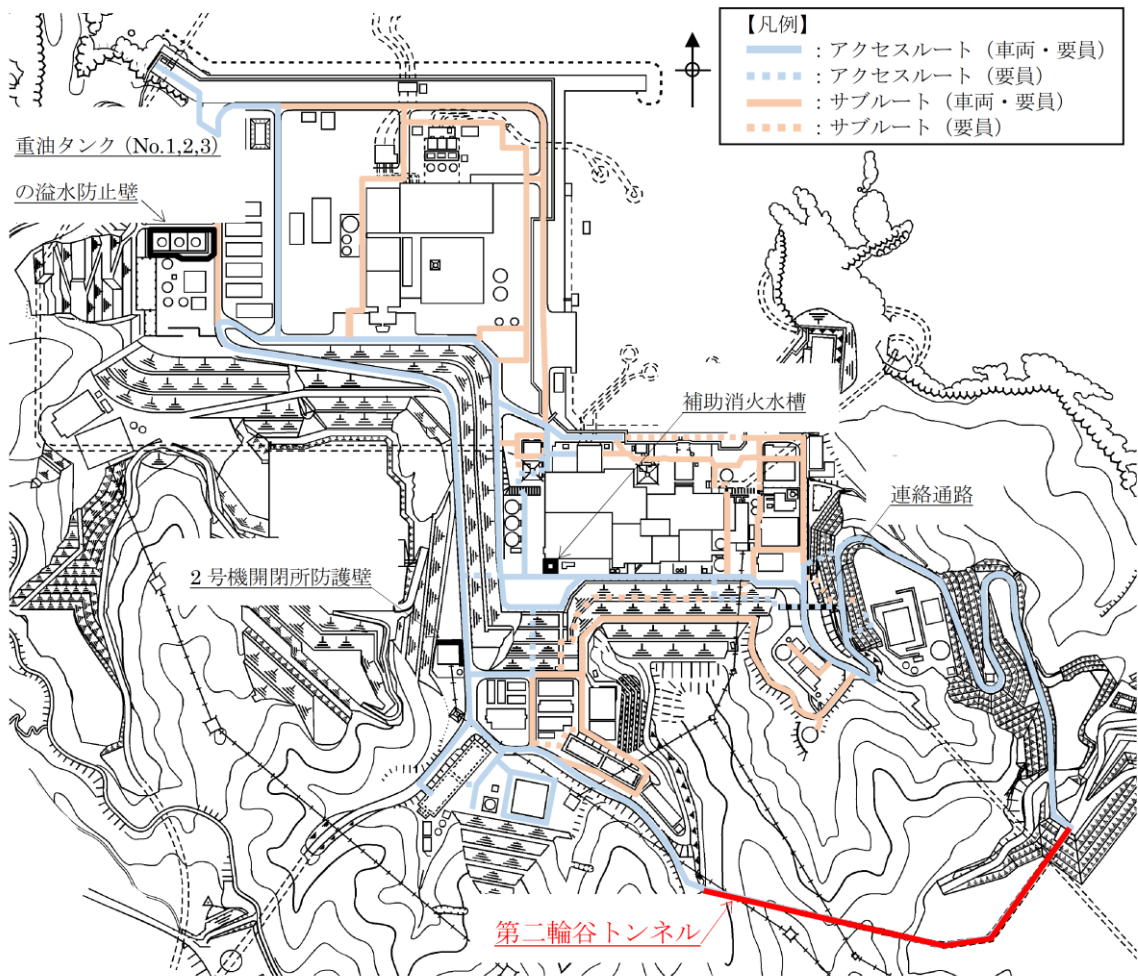 【凡例】
：アクセスルート（車両・要員）
：アクセスルート（要員）
：サブルート（車両・要員）
：サブルート（要員）
重油タンク (No.1,2,3)
の溢水防止壁
補助消火水槽
連絡通路
2号機開閉所防護壁
第二輪谷トンネル